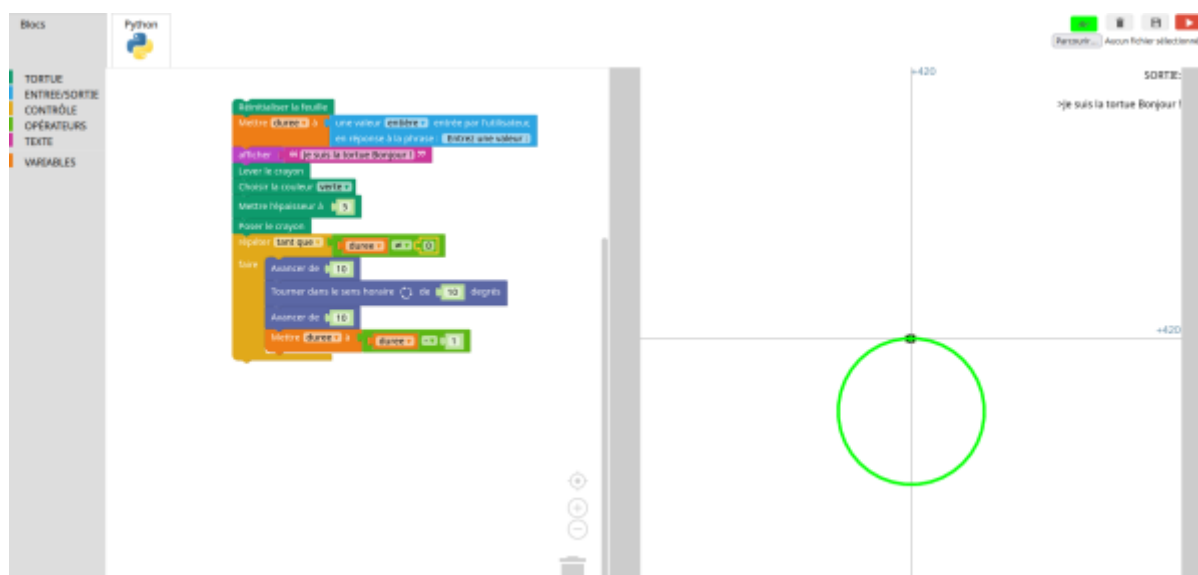 Blocs
Python
Parcourir... Aucun fichier sélectionné
TORTUE
ENTREE/SORTIE
CONTRÔLE
OPÉRATEURS
TEXTE
VARIABLES
Réinitialiser la feuille
Mettre duree à une valeur entière entrée par l'utilisateur,
en réponse à la phrase : Entrez une valeur :
afficher “ Je suis la tortue Bonjour ! ”
Lever le crayon
Choisir la couleur verte
Mettre l'épaisseur à 5
Poser le crayon
répéter tant que duree ≠ 0
faire
Avancer de 10
Tourner dans le sens horaire de 10 degrés
Avancer de 10
Mettre duree à duree - 1
+420
SORTIE:
>Je suis la tortue Bonjour !
+420